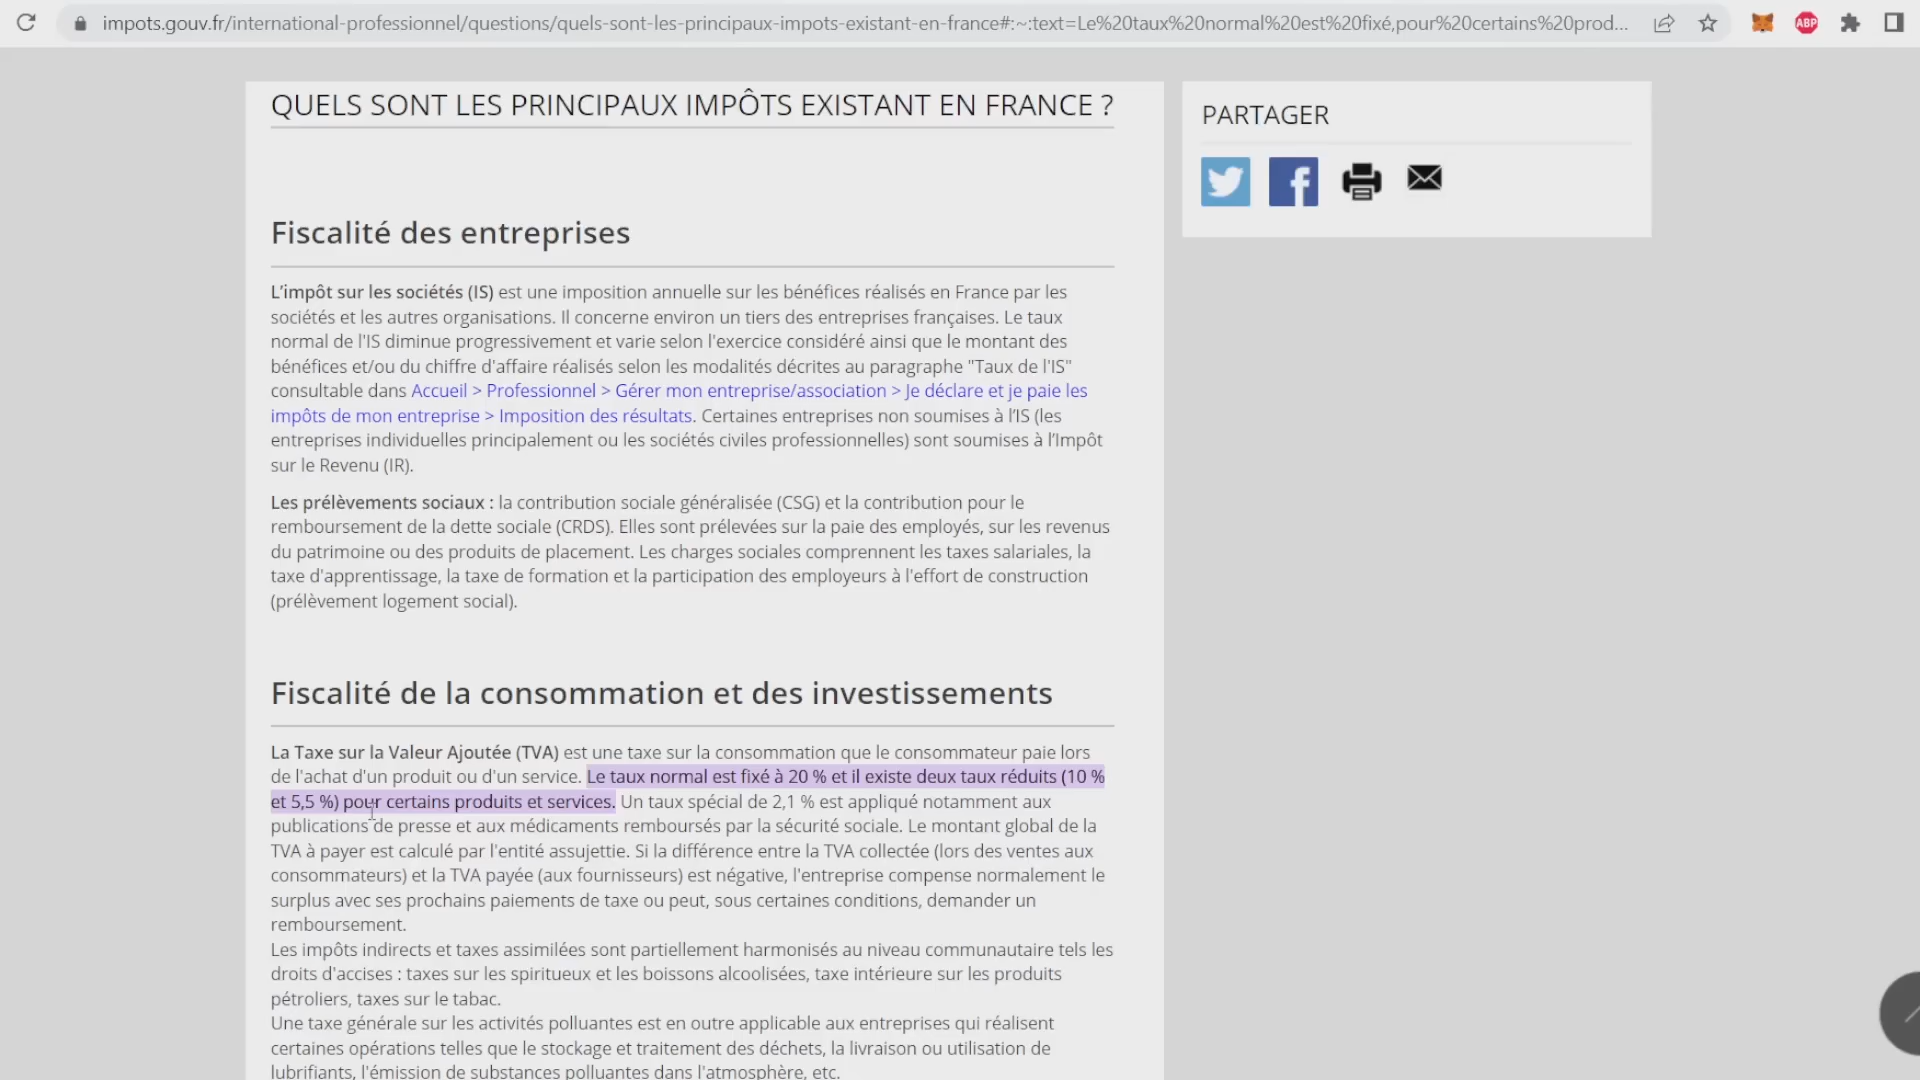 impots.gouv.fr/international-professionnel/questions/quels-sont-les-principaux-impots-existant-en-france#:~:text=Le%20taux%20normal%20est%20fixé,pour%20certains%20prod...
ABP
QUELS SONT LES PRINCIPAUX IMPÔTS EXISTANT EN FRANCE ?
PARTAGER
Fiscalité des entreprises
L'impôt sur les sociétés (IS) est une imposition annuelle sur les bénéfices réalisés en France par les
sociétés et les autres organisations. Il concerne environ un tiers des entreprises françaises. Le taux
normal de l'IS diminue progressivement et varie selon l'exercice considéré ainsi que le montant des
bénéfices et/ou du chiffre d'affaire réalisés selon les modalités décrites au paragraphe "Taux de l'IS"
consultable dans Accueil > Professionnel > Gérer mon entreprise/association > Je déclare et je paie les
impôts de mon entreprise > Imposition des résultats. Certaines entreprises non soumises à l'IS (les
entreprises individuelles principalement ou les sociétés civiles professionnelles) sont soumises à l'Impôt
sur le Revenu (IR).
Les prélèvements sociaux : la contribution sociale généralisée (CSG) et la contribution pour le
remboursement de la dette sociale (CRDS). Elles sont prélevées sur la paie des employés, sur les revenus
du patrimoine ou des produits de placement. Les charges sociales comprennent les taxes salariales, la
taxe d'apprentissage, la taxe de formation et la participation des employeurs à l'effort de construction
(prélèvement logement social).
Fiscalité de la consommation et des investissements
La Taxe sur la Valeur Ajoutée (TVA) est une taxe sur la consommation que le consommateur paie lors
de l'achat d'un produit ou d'un service. Le taux normal est fixé à 20 % et il existe deux taux réduits (10 %
et 5,5 %) pour certains produits et services. Un taux spécial de 2,1 % est appliqué notamment aux
publications de presse et aux médicaments remboursés par la sécurité sociale. Le montant global de la
TVA à payer est calculé par l'entité assujettie. Si la différence entre la TVA collectée (lors des ventes aux
consommateurs) et la TVA payée (aux fournisseurs) est négative, l'entreprise compense normalement le
surplus avec ses prochains paiements de taxe ou peut, sous certaines conditions, demander un
remboursement.
Les impôts indirects et taxes assimilées sont partiellement harmonisés au niveau communautaire tels les
droits d'accises : taxes sur les spiritueux et les boissons alcoolisées, taxe intérieure sur les produits
pétroliers, taxes sur le tabac.
Une taxe générale sur les activités polluantes est en outre applicable aux entreprises qui réalisent
certaines opérations telles que le stockage et traitement des déchets, la livraison ou utilisation de
lubrifiants, l'émission de substances polluantes dans l'atmosphère, etc.